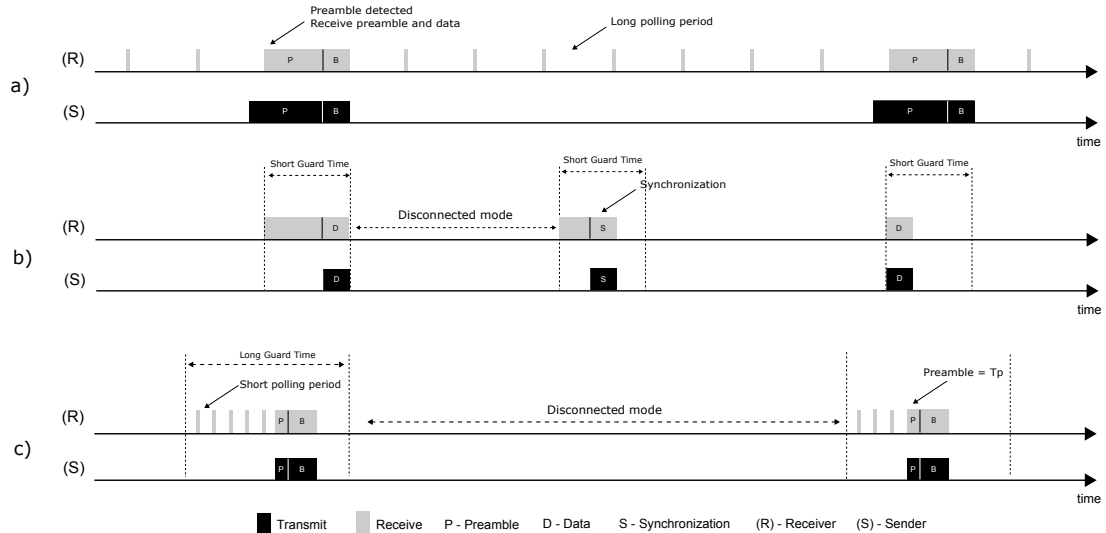 Preamble detected
Receive preamble and data
Long polling period
(R)
P B P B
a)
(S)
P B P B
time
Short Guard Time Short Guard Time Short Guard Time
Synchronization
Disconnected mode
(R)
D S D
b)
(S)
D S D
time
Long Guard Time
Short polling period
Preamble = Tp
Disconnected mode
(R)
P B P B
c)
(S)
P B P B
time
Transmit Receive P - Preamble D - Data S - Synchronization (R) - Receiver (S) - Sender